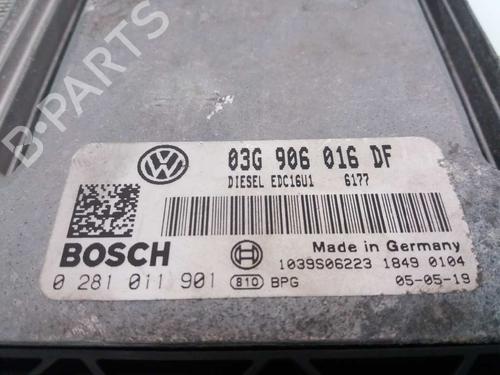 03G 906 016 DF
DIESEL EDC16U1 6177
BOSCH
Made in Germany
1039S06223 1849 0104
0 281 011 901 810 BPG 05-05-19